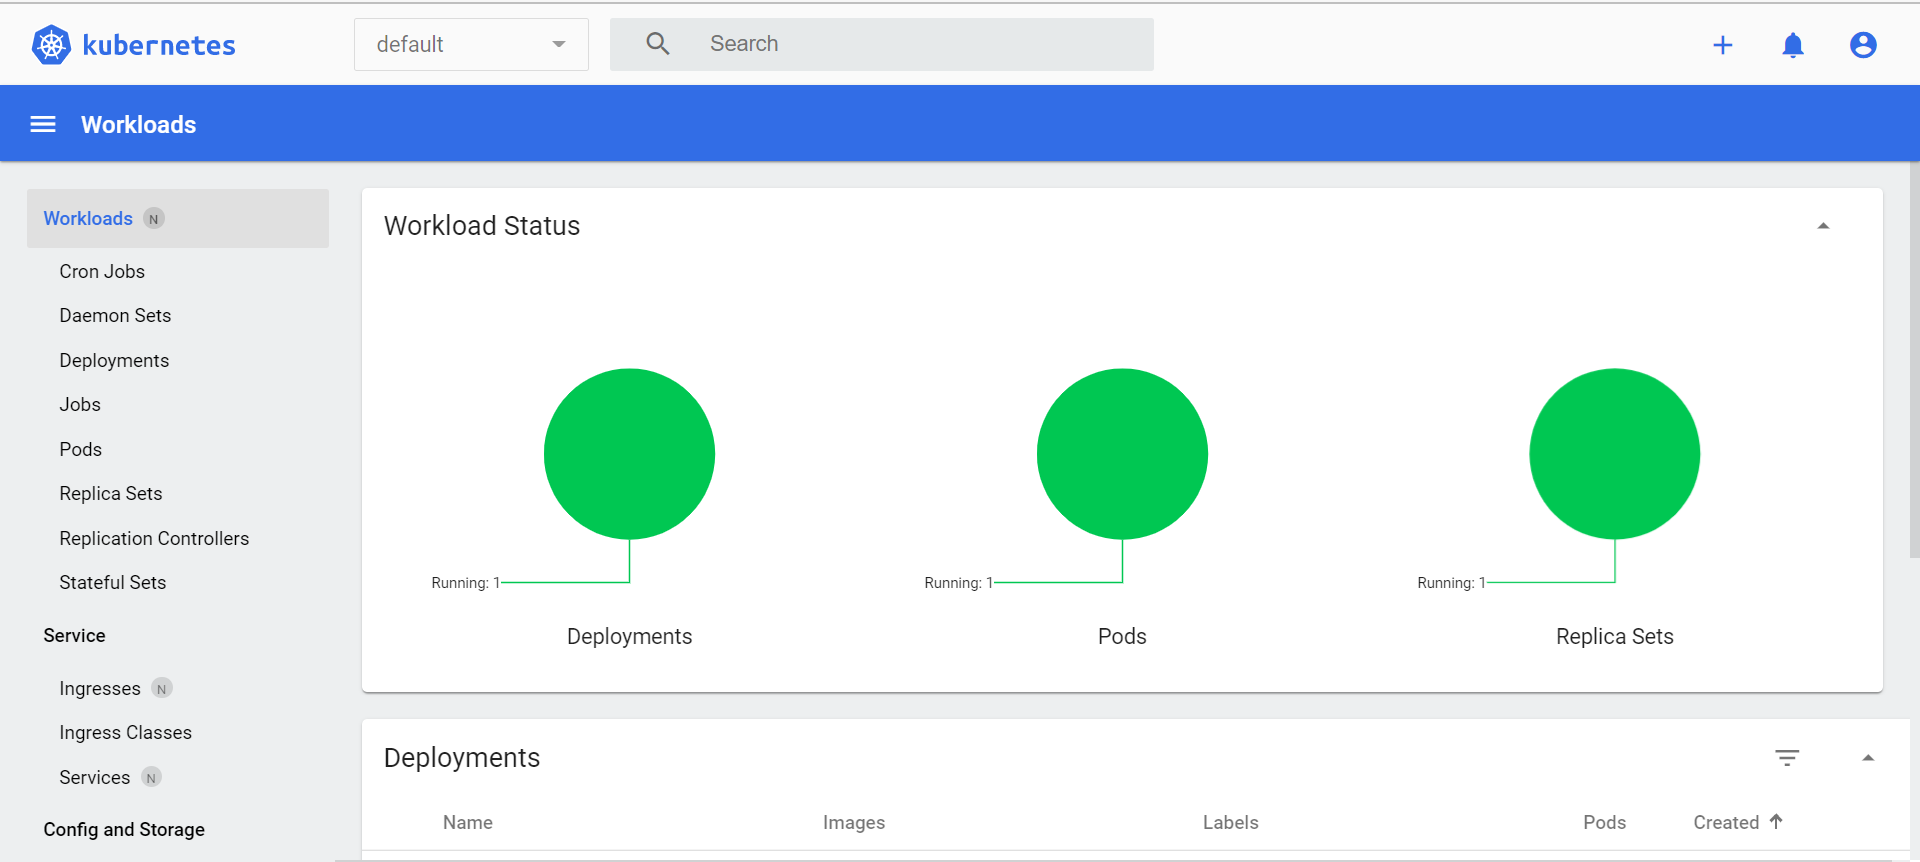 kubernetes
default
Search
Workloads
Workloads N
Cron Jobs
Daemon Sets
Deployments
Jobs
Pods
Replica Sets
Replication Controllers
Stateful Sets
Service
Ingresses N
Ingress Classes
Services N
Config and Storage
Workload Status
Running: 1
Deployments
Running: 1
Pods
Running: 1
Replica Sets
Deployments
Name Images Labels Pods Created